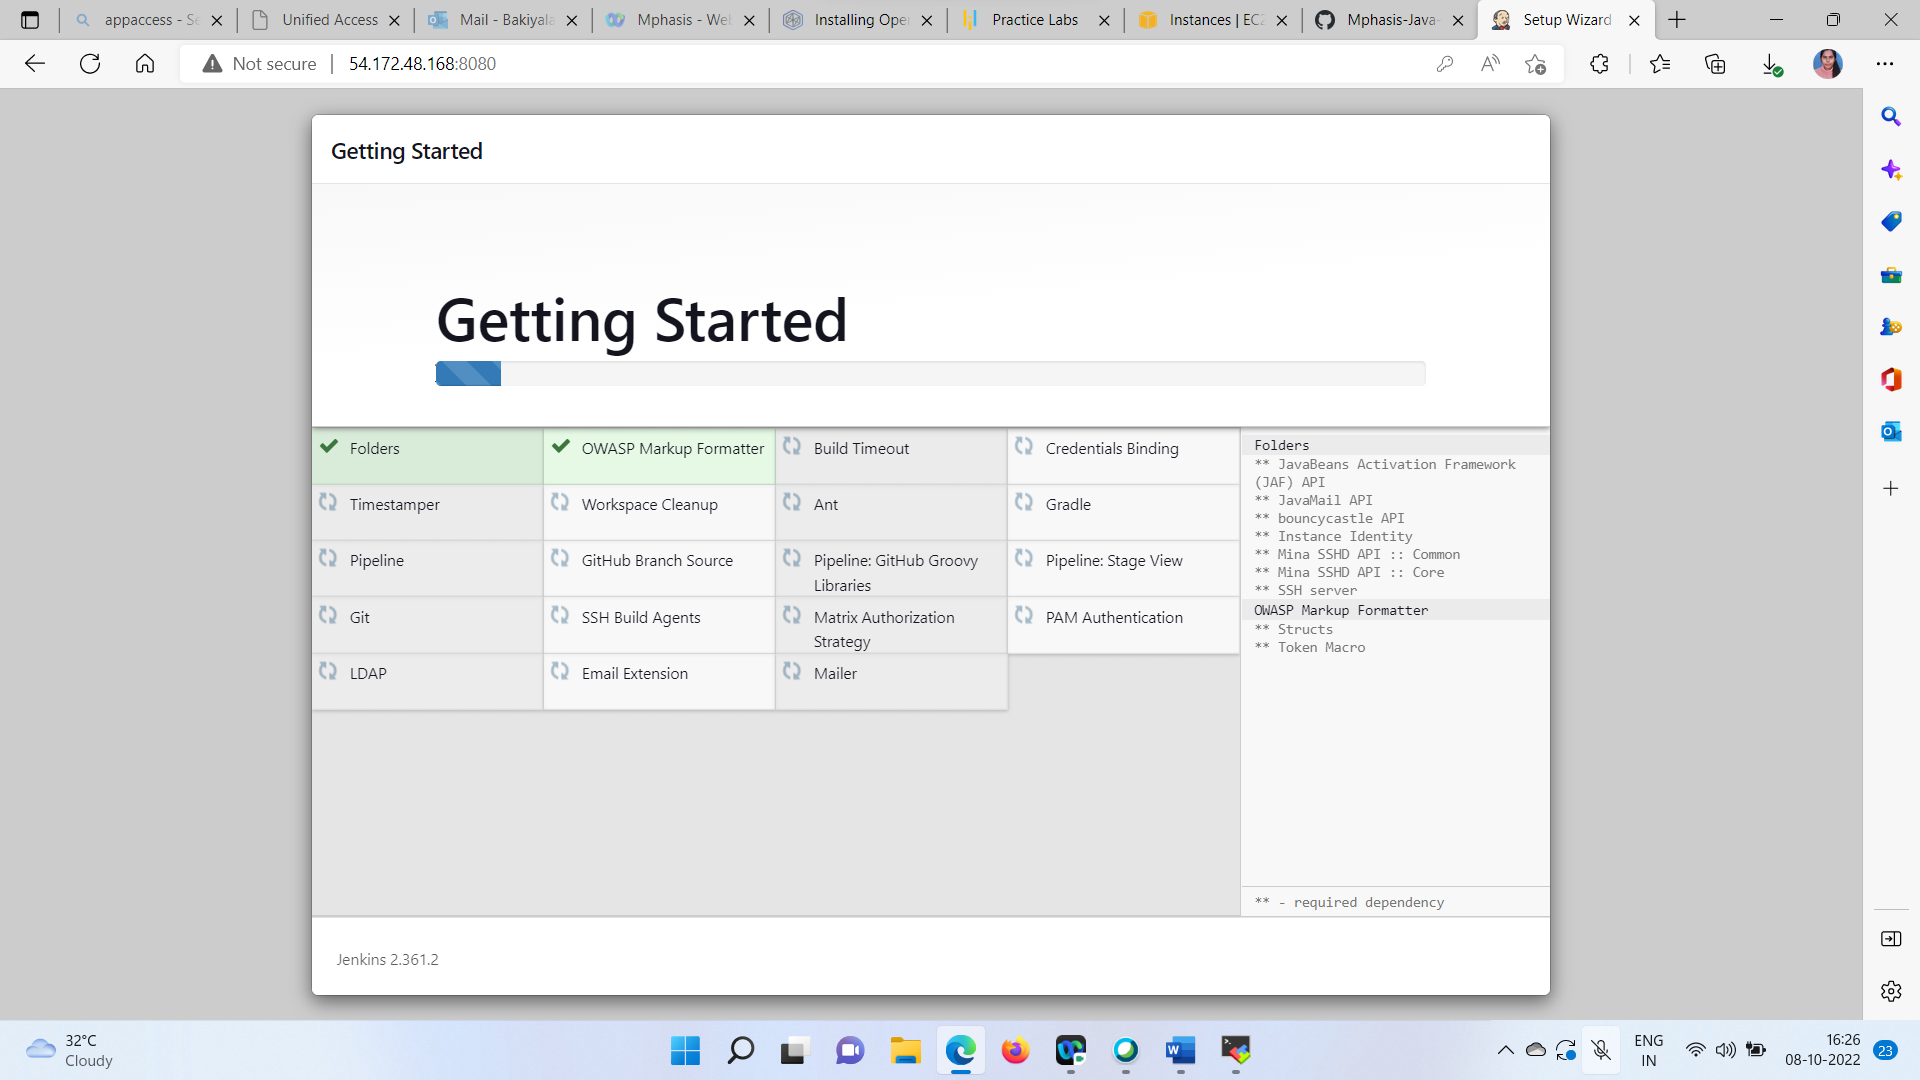 appaccess - Se
Unified Access
Mail - Bakiyala
Mphasis - Web
Installing Oper
Practice Labs
Instances | EC2
Mphasis-Java-
Setup Wizard
Not secure
54.172.48.168:8080
Getting Started
Getting Started
Folders
OWASP Markup Formatter
Build Timeout
Credentials Binding
Timestamper
Workspace Cleanup
Ant
Gradle
Pipeline
GitHub Branch Source
Pipeline: GitHub Groovy
Libraries
Pipeline: Stage View
Git
SSH Build Agents
Matrix Authorization
Strategy
PAM Authentication
LDAP
Email Extension
Mailer
Folders
** JavaBeans Activation Framework
(JAF) API
** JavaMail API
** bouncycastle API
** Instance Identity
** Mina SSHD API :: Common
** Mina SSHD API :: Core
** SSH server
OWASP Markup Formatter
** Structs
** Token Macro
** - required dependency
Jenkins 2.361.2
32°C
Cloudy
ENG
IN
16:26
08-10-2022
23